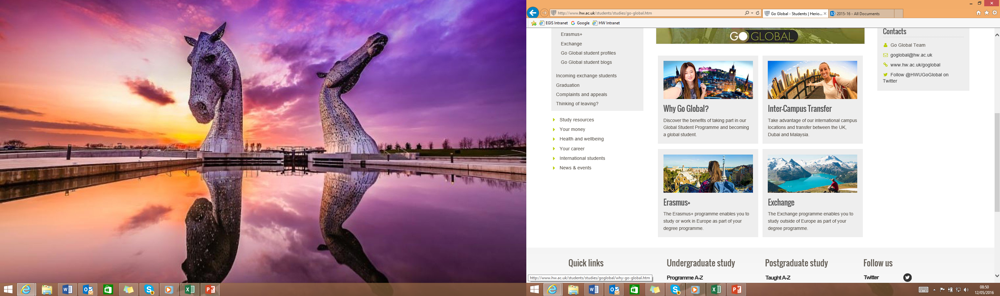 http://www.hw.ac.uk/students/studies/go-global.htm
Go Global - Students | Herio...
2015-16 - All Documents
EGIS Intranet
Google
HW Intranet
Erasmus+
Exchange
Go Global student profiles
Go Global student blogs
Incoming exchange students
Graduation
Complaints and appeals
Thinking of leaving?
Study resources
Your money
Health and wellbeing
Your career
International students
News & events
GO GLOBAL
Why Go Global?
Discover the benefits of taking part in our
Global Student Programme and becoming
a global student.
Inter-Campus Transfer
Take advantage of our international campus
locations and transfer between the UK,
Dubai and Malaysia.
Erasmus+
The Erasmus+ programme enables you to
study or work in Europe as part of your
degree programme.
Exchange
The Exchange programme enables you to
study outside of Europe as part of your
degree programme.
Contacts
Go Global Team
goglobal@hw.ac.uk
www.hw.ac.uk/goglobal
Follow @HWUGoGlobal on
Twitter
Quick links
Undergraduate study
Programme A-Z
Postgraduate study
Taught A-Z
Follow us
Twitter
http://www.hw.ac.uk/students/studies/goglobal/why-go-global.htm
08:50
12/05/2016